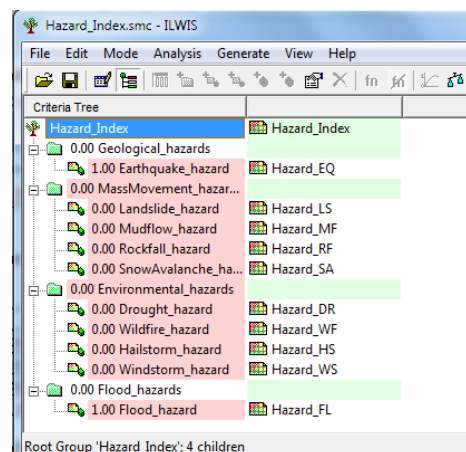 Hazard_Index.smc - ILWIS
File Edit Mode Analysis Generate View Help
fn
Criteria Tree
Hazard_Index Hazard_Index
0.00 Geological_hazards
1.00 Earthquake_hazard Hazard_EQ
0.00 MassMovement_hazar...
0.00 Landslide_hazard Hazard_LS
0.00 Mudflow_hazard Hazard_MF
0.00 Rockfall_hazard Hazard_RF
0.00 SnowAvalanche_ha... Hazard_SA
0.00 Environmental_hazards
0.00 Drought_hazard Hazard_DR
0.00 Wildfire_hazard Hazard_WF
0.00 Hailstorm_hazard Hazard_HS
0.00 Windstorm_hazard Hazard_WS
0.00 Flood_hazards
1.00 Flood_hazard Hazard_FL
Root Group 'Hazard_Index': 4 children